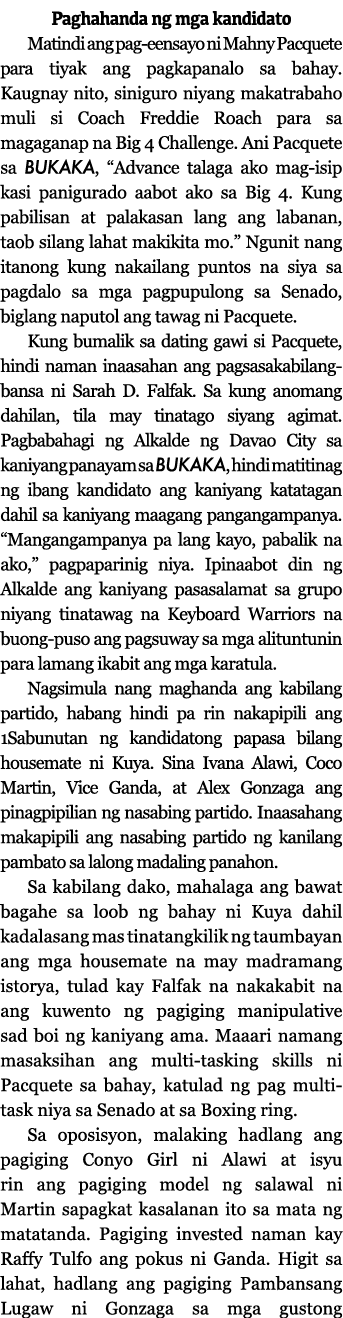 Paghahanda ng mga kandidato
Matindi ang pag-eensayo ni Mahny Pacquete
para tiyak ang pagkapanalo sa bahay.
Kaugnay nito, siniguro niyang makatrabaho
muli si Coach Freddie Roach para sa
magaganap na Big 4 Challenge. Ani Pacquete
sa BUKAKA, “Advance talaga ako mag-isip
kasi panigurado aabot ako sa Big 4. Kung
pabilisan at palakasan lang ang labanan,
taob silang lahat makikita mo.” Ngunit nang
itanong kung nakailang puntos na siya sa
pagdalo sa mga pagpupulong sa Senado,
biglang naputol ang tawag ni Pacquete.
Kung bumalik sa dating gawi si Pacquete,
hindi naman inaasahan ang pagsasakabilang-
bansa ni Sarah D. Falfak. Sa kung anomang
dahilan, tila may tinatago siyang agimat.
Pagbabahagi ng Alkalde ng Davao City sa
kaniyang panayam sa BUKAKA, hindi matitinag
ng ibang kandidato ang kaniyang katatagan
dahil sa kaniyang maagang pangangampanya.
“Mangangampanya pa lang kayo, pabalik na
ako,” pagpaparinig niya. Ipinaabot din ng
Alkalde ang kaniyang pasasalamat sa grupo
niyang tinatawag na Keyboard Warriors na
buong-puso ang pagsuway sa mga alituntunin
para lamang ikabit ang mga karatula.
Nagsimula nang maghanda ang kabilang
partido, habang hindi pa rin nakapipili ang
1Sabunutan ng kandidatong papasa bilang
housemate ni Kuya. Sina Ivana Alawi, Coco
Martin, Vice Ganda, at Alex Gonzaga ang
pinagpipilian ng nasabing partido. Inaasahang
makapipili ang nasabing partido ng kanilang
pambato sa lalong madaling panahon.
Sa kabilang dako, mahalaga ang bawat
bagahe sa loob ng bahay ni Kuya dahil
kadalasang mas tinatangkilik ng taumbayan
ang mga housemate na may madramang
istorya, tulad kay Falfak na nakakabit na
ang kuwento ng pagiging manipulative
sad boi ng kaniyang ama. Maaari namang
masaksihan ang multi-tasking skills ni
Pacquete sa bahay, katulad ng pag multi-
task niya sa Senado at sa Boxing ring.
Sa oposisyon, malaking hadlang ang
pagiging Conyo Girl ni Alawi at isyu
rin ang pagiging model ng salawal ni
Martin sapagkat kasalanan ito sa mata ng
matatanda. Pagiging invested naman kay
Raffy Tulfo ang pokus ni Ganda. Higit sa
lahat, hadlang ang pagiging Pambansang
Lugaw ni Gonzaga sa mga gustong